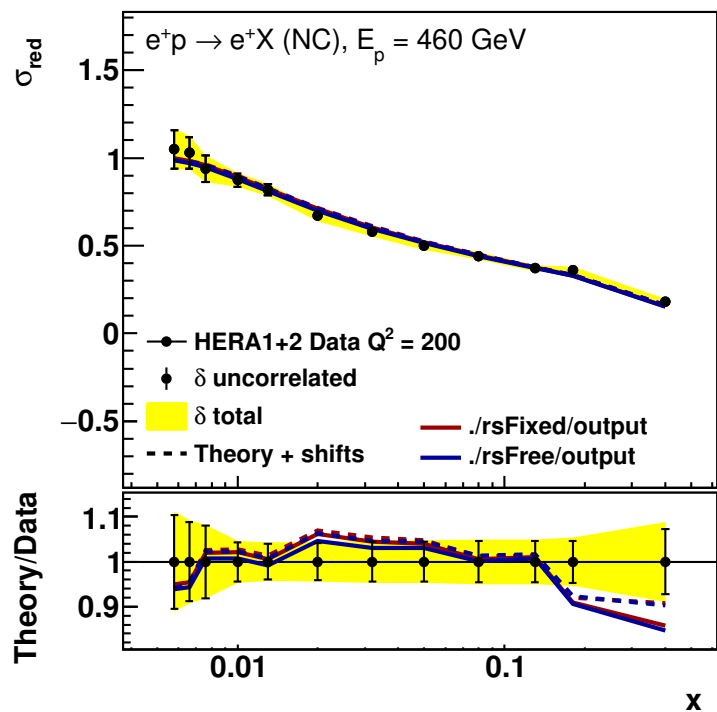 e⁺p → e⁺X (NC), E_p = 460 GeV
σ_red
1.5
1
0.5
0
−0.5
HERA1+2 Data Q² = 200
δ uncorrelated
δ total
Theory + shifts
./rsFixed/output
./rsFree/output
Theory/Data
1.1
1
0.9
0.01
0.1
x